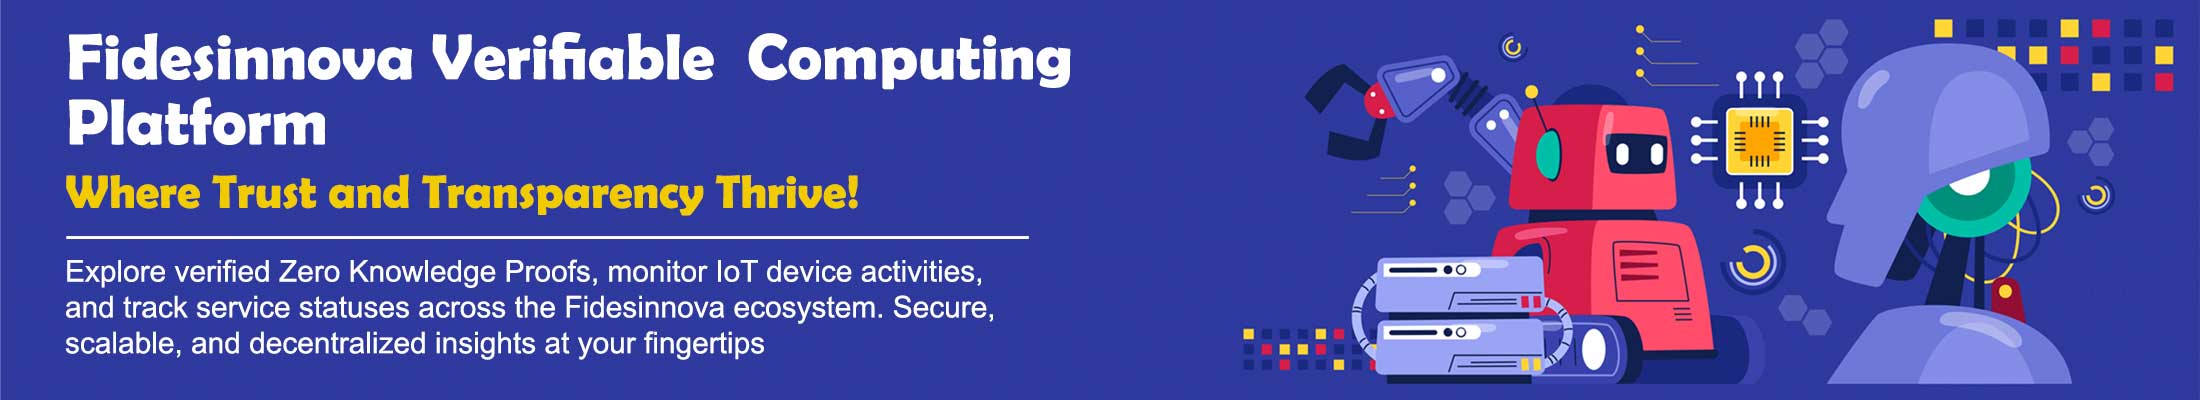 Fidesinnova Verifiable Computing
Platform
Where Trust and Transparency Thrive!
Explore verified Zero Knowledge Proofs, monitor IoT device activities,
and track service statuses across the Fidesinnova ecosystem. Secure,
scalable, and decentralized insights at your fingertips